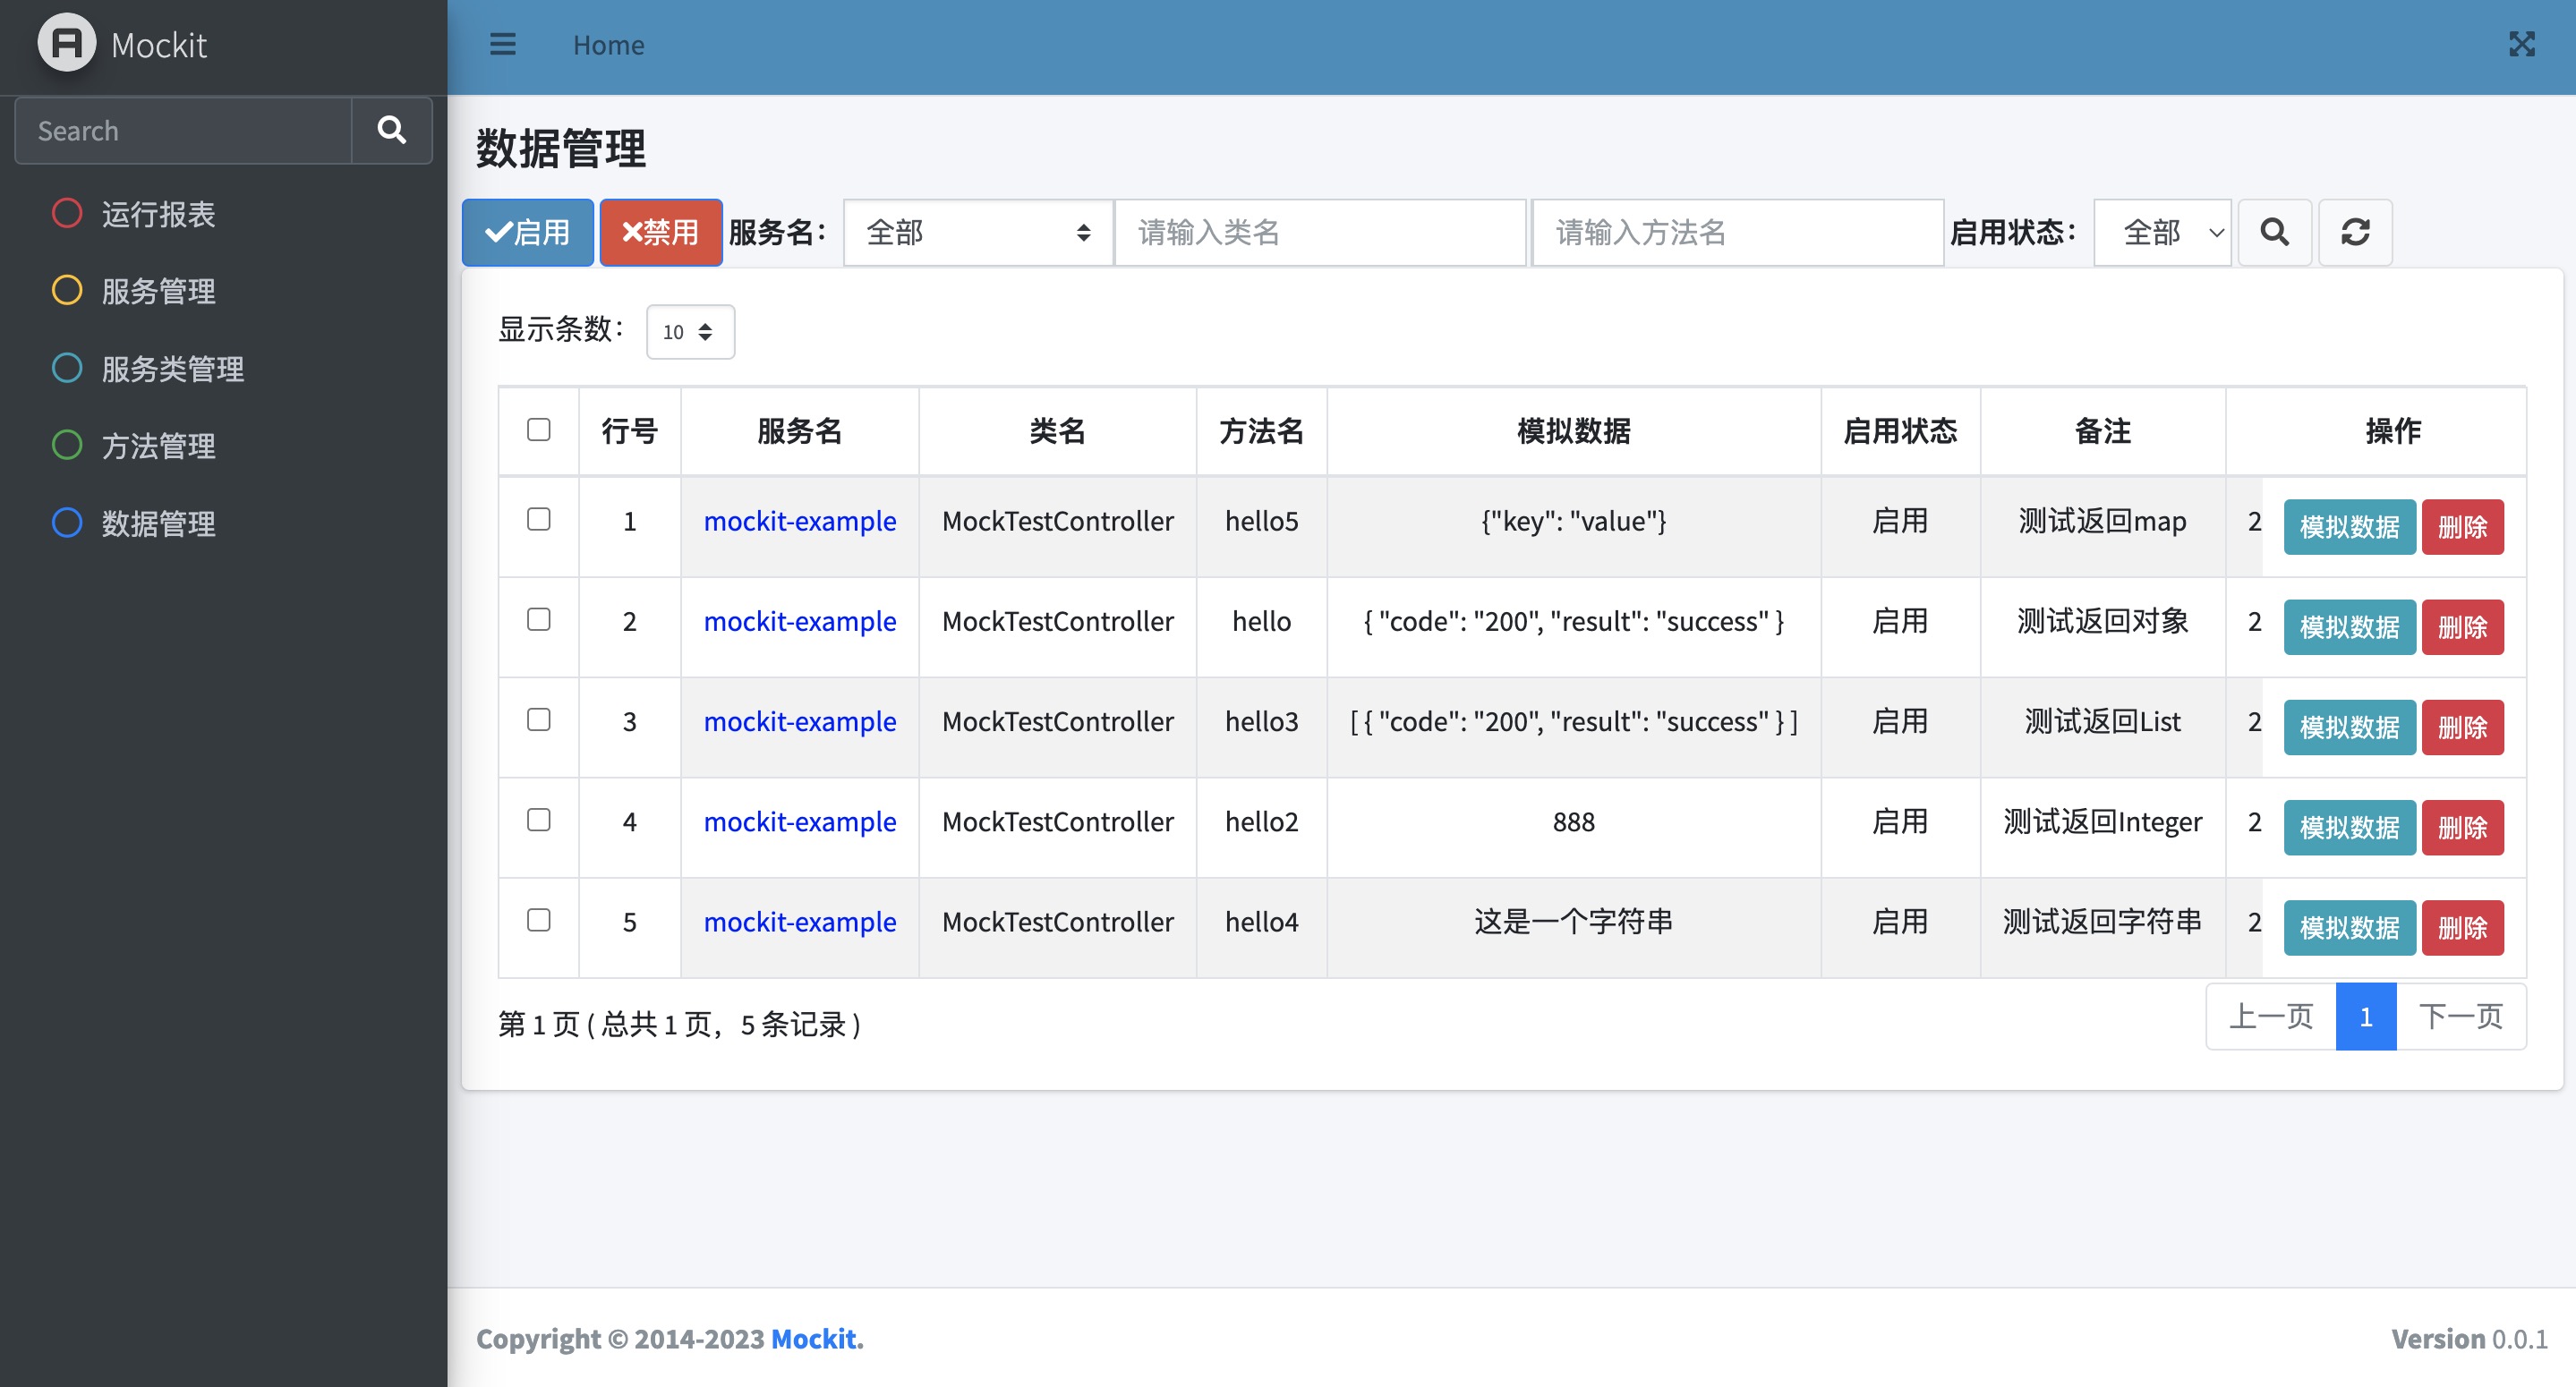 Mockit
Home
Search
运行报表
服务管理
服务类管理
方法管理
数据管理
数据管理
启用 禁用 服务名： 全部 请输入类名 请输入方法名 启用状态： 全部
显示条数： 10
行号 服务名 类名 方法名 模拟数据 启用状态 备注 操作
1 mockit-example MockTestController hello5 {"key": "value"} 启用 测试返回map 2 模拟数据 删除
2 mockit-example MockTestController hello { "code": "200", "result": "success" } 启用 测试返回对象 2 模拟数据 删除
3 mockit-example MockTestController hello3 [ { "code": "200", "result": "success" } ] 启用 测试返回List 2 模拟数据 删除
4 mockit-example MockTestController hello2 888 启用 测试返回Integer 2 模拟数据 删除
5 mockit-example MockTestController hello4 这是一个字符串 启用 测试返回字符串 2 模拟数据 删除
第 1 页 ( 总共 1 页，5 条记录 )
上一页 1 下一页
Copyright © 2014-2023 Mockit.
Version 0.0.1